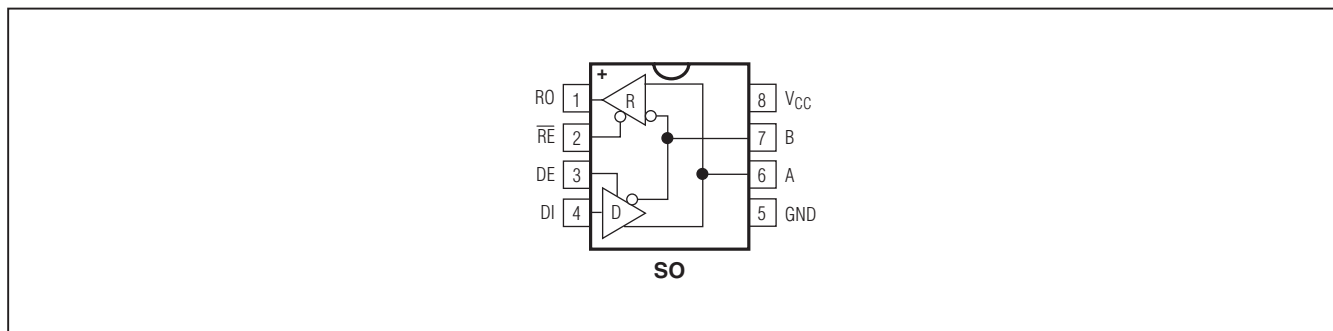 +
RO 1 R 8 VCC
RE 2 7 B
DE 3 6 A
DI 4 D 5 GND
SO